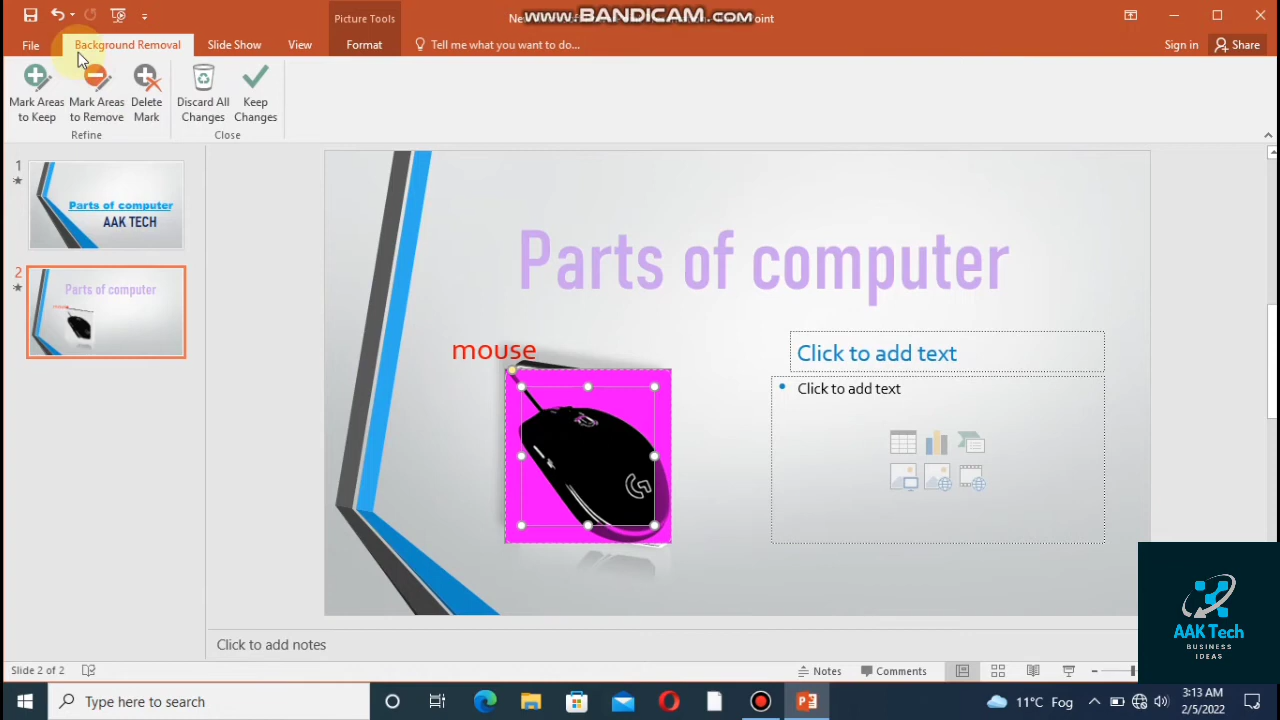 Picture Tools
Ne
www.BANDICAM.com
oint
File
Background Removal
Slide Show
View
Format
Tell me what you want to do...
Sign in
Share
Mark Areas to Keep
Mark Areas to Remove
Delete Mark
Discard All Changes
Keep Changes
Refine
Close
1
Parts of computer
AAK TECH
2
Parts of computer
Parts of computer
mouse
Click to add text
Click to add text
Click to add notes
AAK Tech
BUSINESS
IDEAS
Slide 2 of 2
Notes
Comments
Type here to search
11°C Fog
3:13 AM
2/5/2022